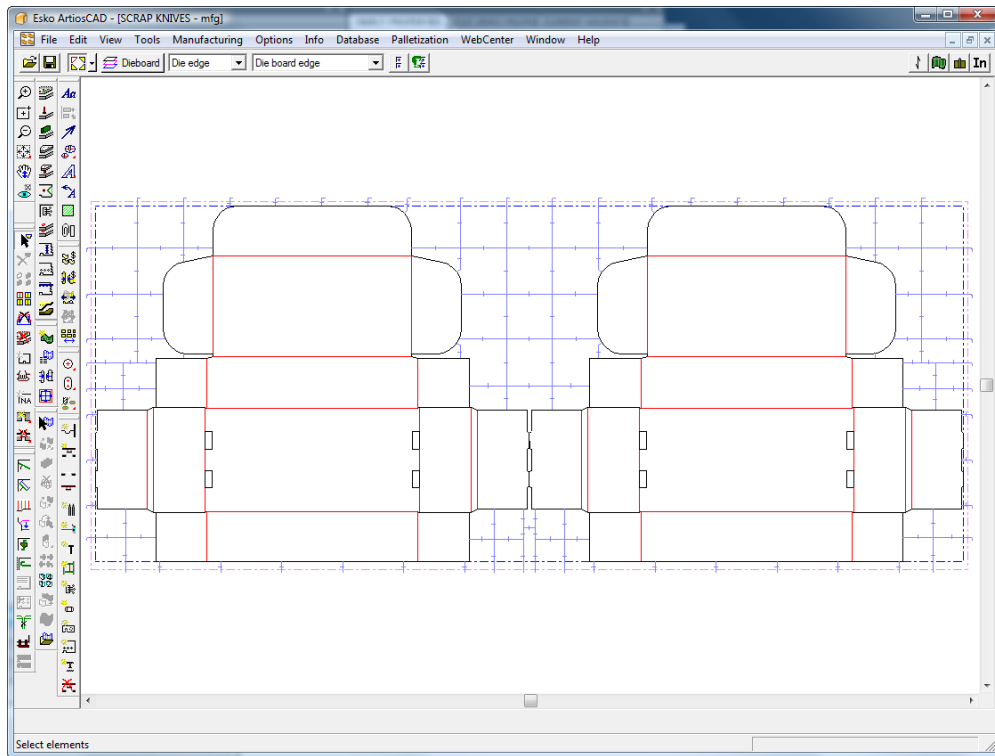 Esko ArtiosCAD - [SCRAP KNIVES - mfg]
File Edit View Tools Manufacturing Options Info Database Palletization WebCenter Window Help
Dieboard Die edge Die board edge In
Select elements